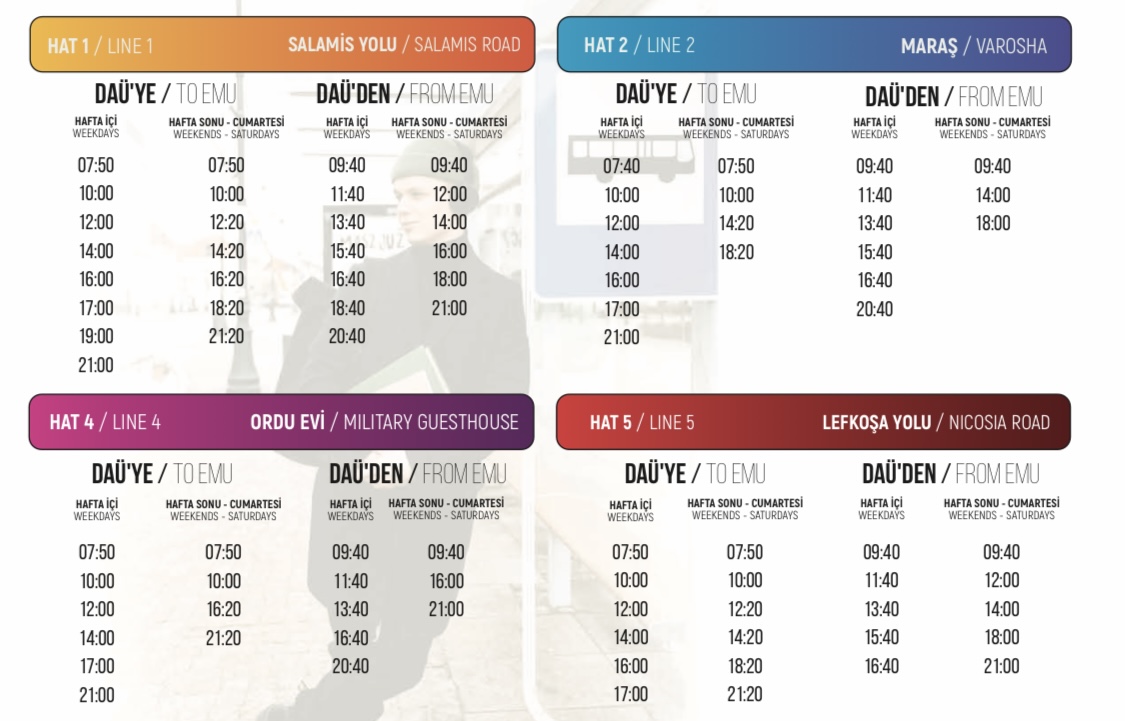 HAT 1 / LINE 1 SALAMİS YOLU / SALAMIS ROAD
DAÜ'YE / TO EMU DAÜ'DEN / FROM EMU
HAFTA İÇİ HAFTA SONU - CUMARTESİ HAFTA İÇİ HAFTA SONU - CUMARTESİ
WEEKDAYS WEEKENDS - SATURDAYS WEEKDAYS WEEKENDS - SATURDAYS
07:50 07:50 09:40 09:40
10:00 10:00 11:40 12:00
12:00 12:20 13:40 14:00
14:00 14:20 15:40 16:00
16:00 16:20 16:40 18:00
17:00 18:20 18:40 21:00
19:00 21:20 20:40
21:00
HAT 2 / LINE 2 MARAŞ / VAROSHA
DAÜ'YE / TO EMU DAÜ'DEN / FROM EMU
HAFTA İÇİ HAFTA SONU - CUMARTESİ HAFTA İÇİ HAFTA SONU - CUMARTESİ
WEEKDAYS WEEKENDS - SATURDAYS WEEKDAYS WEEKENDS - SATURDAYS
07:40 07:50 09:40 09:40
10:00 10:00 11:40 14:00
12:00 14:20 13:40 18:00
14:00 18:20 15:40
16:00 16:40
17:00 20:40
21:00
HAT 4 / LINE 4 ORDU EVİ / MILITARY GUESTHOUSE
DAÜ'YE / TO EMU DAÜ'DEN / FROM EMU
HAFTA İÇİ HAFTA SONU - CUMARTESİ HAFTA İÇİ HAFTA SONU - CUMARTESİ
WEEKDAYS WEEKENDS - SATURDAYS WEEKDAYS WEEKENDS - SATURDAYS
07:50 07:50 09:40 09:40
10:00 10:00 11:40 16:00
12:00 16:20 13:40 21:00
14:00 21:20 16:40
17:00 20:40
21:00
HAT 5 / LINE 5 LEFKOŞA YOLU / NICOSIA ROAD
DAÜ'YE / TO EMU DAÜ'DEN / FROM EMU
HAFTA İÇİ HAFTA SONU - CUMARTESİ HAFTA İÇİ HAFTA SONU - CUMARTESİ
WEEKDAYS WEEKENDS - SATURDAYS WEEKDAYS WEEKENDS - SATURDAYS
07:50 07:50 09:40 09:40
10:00 10:00 11:40 12:00
12:00 12:20 13:40 14:00
14:00 14:20 15:40 18:00
16:00 18:20 16:40 21:00
17:00 21:20